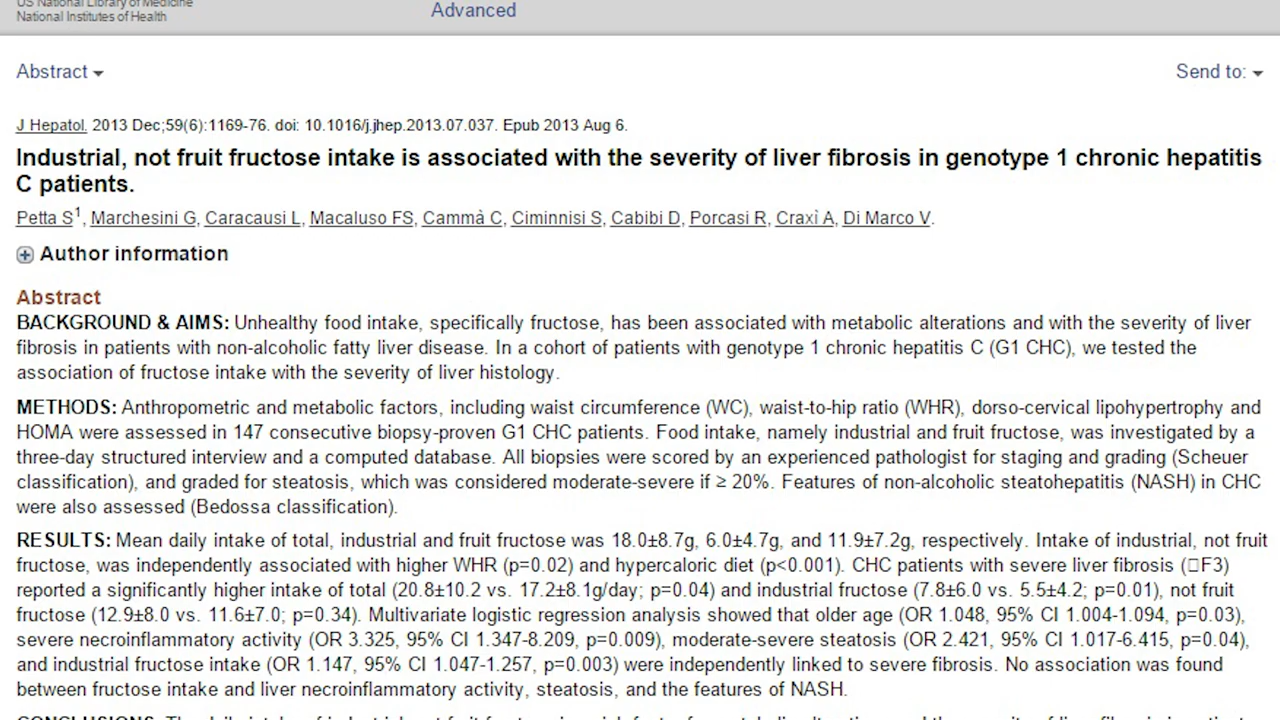 US National Library of Medicine
National Institutes of Health
Advanced
Abstract
Send to:
J Hepatol. 2013 Dec;59(6):1169-76. doi: 10.1016/j.jhep.2013.07.037. Epub 2013 Aug 6.
Industrial, not fruit fructose intake is associated with the severity of liver fibrosis in genotype 1 chronic hepatitis
C patients.
Petta S1, Marchesini G, Caracausi L, Macaluso FS, Cammà C, Ciminnisi S, Cabibi D, Porcasi R, Craxì A, Di Marco V.
Author information
Abstract
BACKGROUND & AIMS: Unhealthy food intake, specifically fructose, has been associated with metabolic alterations and with the severity of liver
fibrosis in patients with non-alcoholic fatty liver disease. In a cohort of patients with genotype 1 chronic hepatitis C (G1 CHC), we tested the
association of fructose intake with the severity of liver histology.
METHODS: Anthropometric and metabolic factors, including waist circumference (WC), waist-to-hip ratio (WHR), dorso-cervical lipohypertrophy and
HOMA were assessed in 147 consecutive biopsy-proven G1 CHC patients. Food intake, namely industrial and fruit fructose, was investigated by a
three-day structured interview and a computed database. All biopsies were scored by an experienced pathologist for staging and grading (Scheuer
classification), and graded for steatosis, which was considered moderate-severe if ≥ 20%. Features of non-alcoholic steatohepatitis (NASH) in CHC
were also assessed (Bedossa classification).
RESULTS: Mean daily intake of total, industrial and fruit fructose was 18.0±8.7g, 6.0±4.7g, and 11.9±7.2g, respectively. Intake of industrial, not fruit
fructose, was independently associated with higher WHR (p=0.02) and hypercaloric diet (p<0.001). CHC patients with severe liver fibrosis (□F3)
reported a significantly higher intake of total (20.8±10.2 vs. 17.2±8.1g/day; p=0.04) and industrial fructose (7.8±6.0 vs. 5.5±4.2; p=0.01), not fruit
fructose (12.9±8.0 vs. 11.6±7.0; p=0.34). Multivariate logistic regression analysis showed that older age (OR 1.048, 95% CI 1.004-1.094, p=0.03),
severe necroinflammatory activity (OR 3.325, 95% CI 1.347-8.209, p=0.009), moderate-severe steatosis (OR 2.421, 95% CI 1.017-6.415, p=0.04),
and industrial fructose intake (OR 1.147, 95% CI 1.047-1.257, p=0.003) were independently linked to severe fibrosis. No association was found
between fructose intake and liver necroinflammatory activity, steatosis, and the features of NASH.